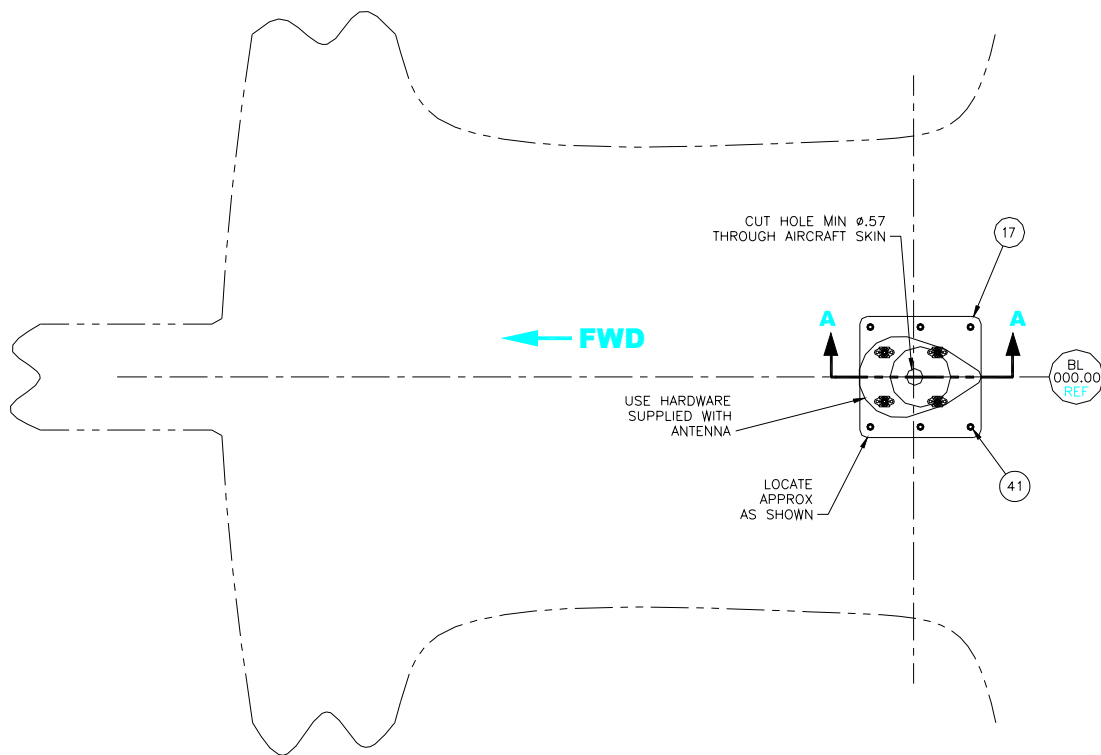 CUT HOLE MIN ø.57
THROUGH AIRCRAFT SKIN
17
A
A
FWD
BL
000.00
REF
USE HARDWARE
SUPPLIED WITH
ANTENNA
41
LOCATE
APPROX
AS SHOWN